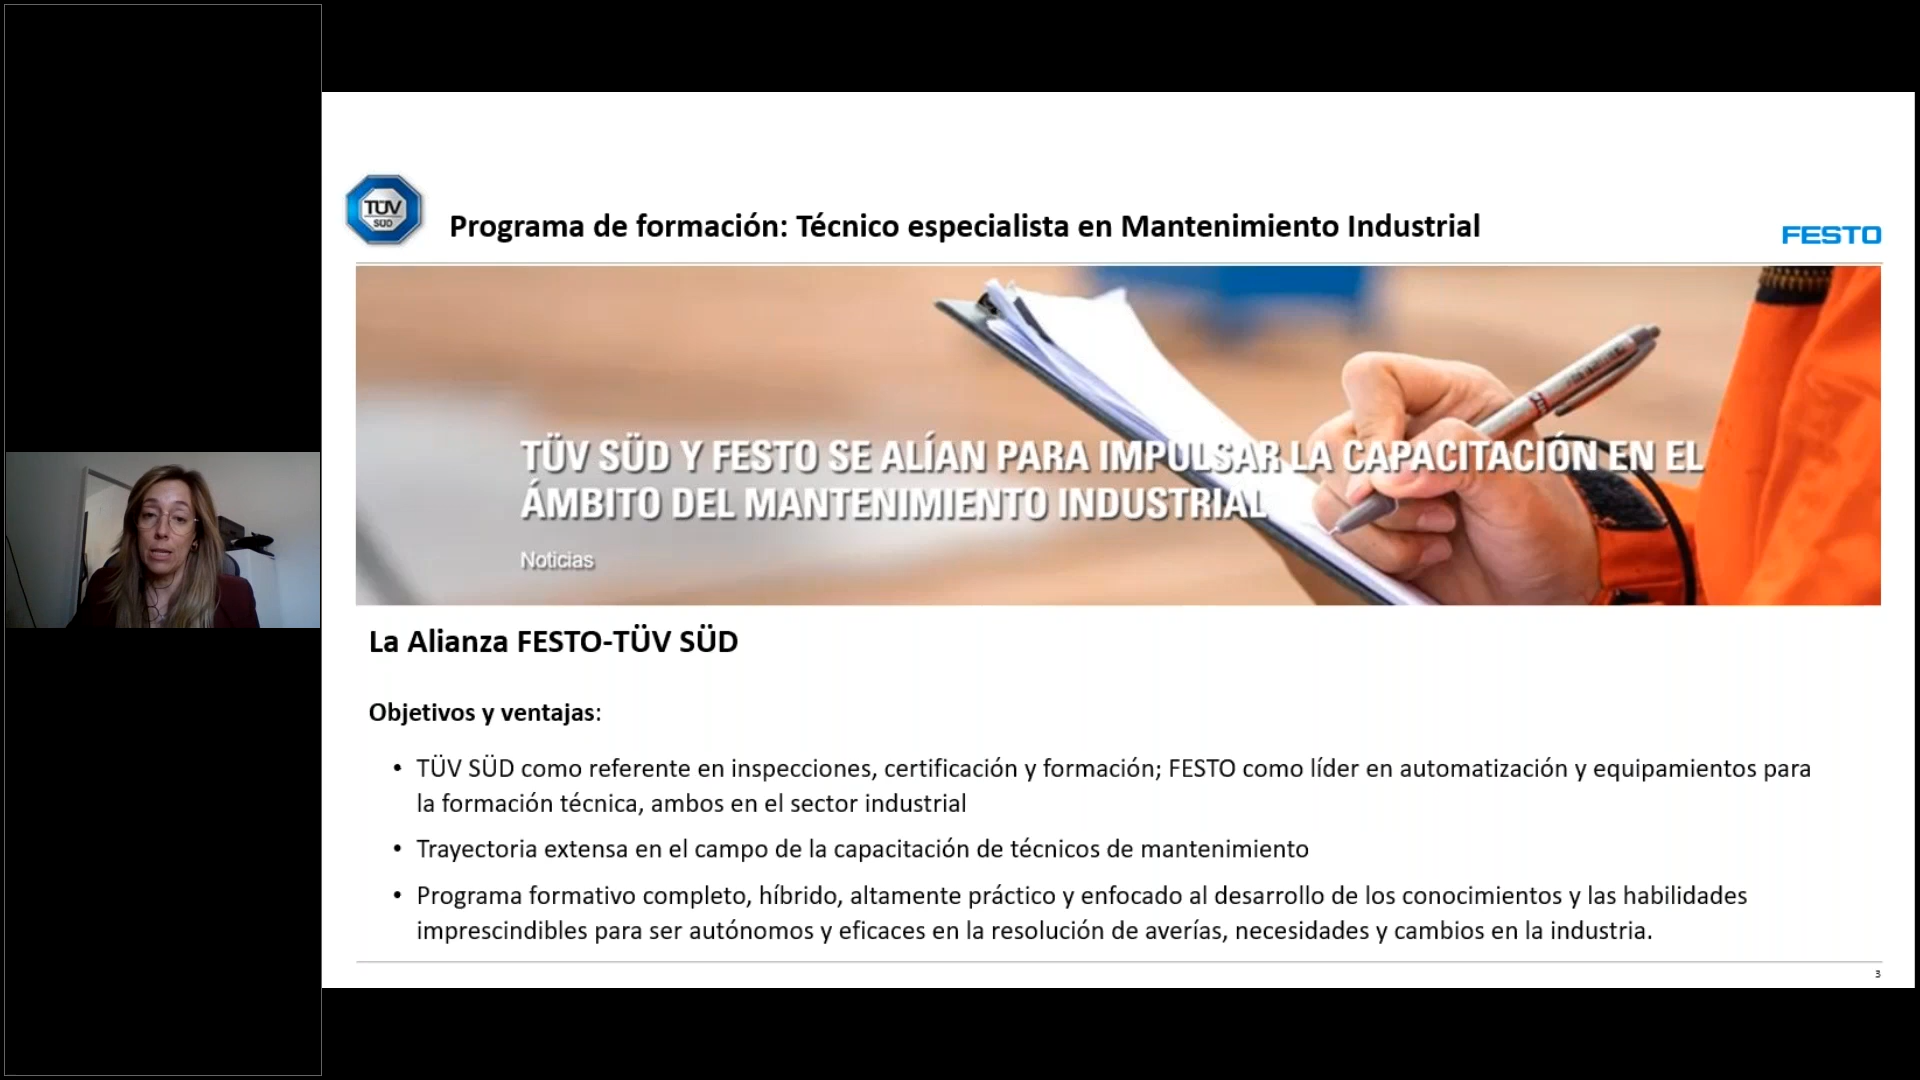 TÜV
SÜD
Programa de formación: Técnico especialista en Mantenimiento Industrial
FESTO
TÜV SÜD Y FESTO SE ALÍAN PARA IMPULSAR LA CAPACITACIÓN EN EL
ÁMBITO DEL MANTENIMIENTO INDUSTRIAL
Noticias
La Alianza FESTO-TÜV SÜD
Objetivos y ventajas:
• TÜV SÜD como referente en inspecciones, certificación y formación; FESTO como líder en automatización y equipamientos para
la formación técnica, ambos en el sector industrial
• Trayectoria extensa en el campo de la capacitación de técnicos de mantenimiento
• Programa formativo completo, híbrido, altamente práctico y enfocado al desarrollo de los conocimientos y las habilidades
imprescindibles para ser autónomos y eficaces en la resolución de averías, necesidades y cambios en la industria.
3